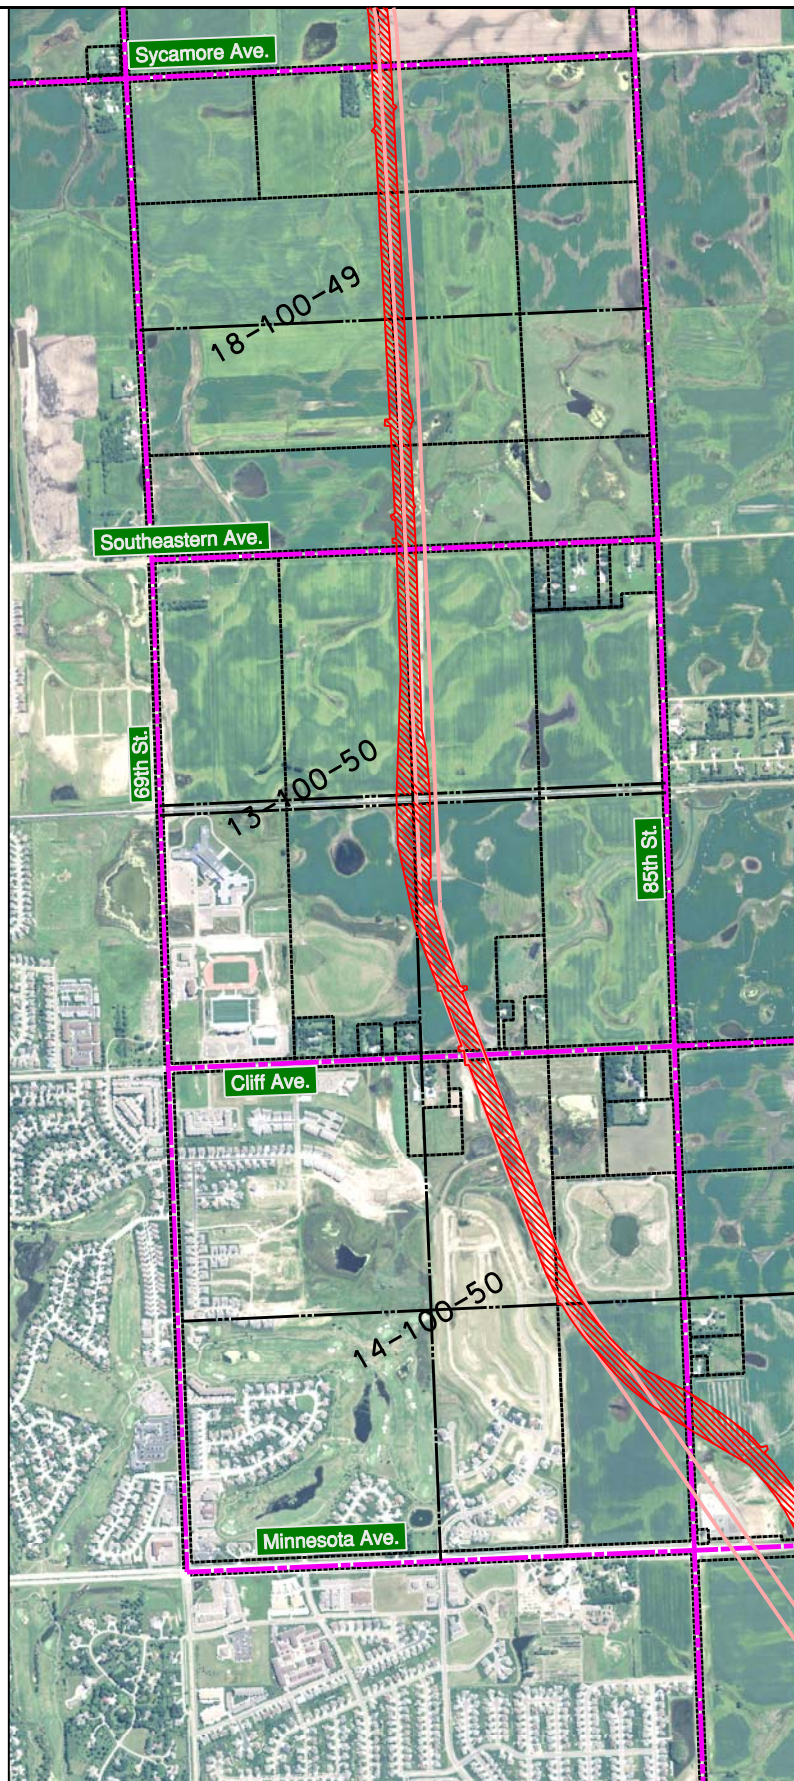 Sycamore Ave.
18-100-49
Southeastern Ave.
69th St.
13-100-50
85th St.
Cliff Ave.
14-100-50
Minnesota Ave.